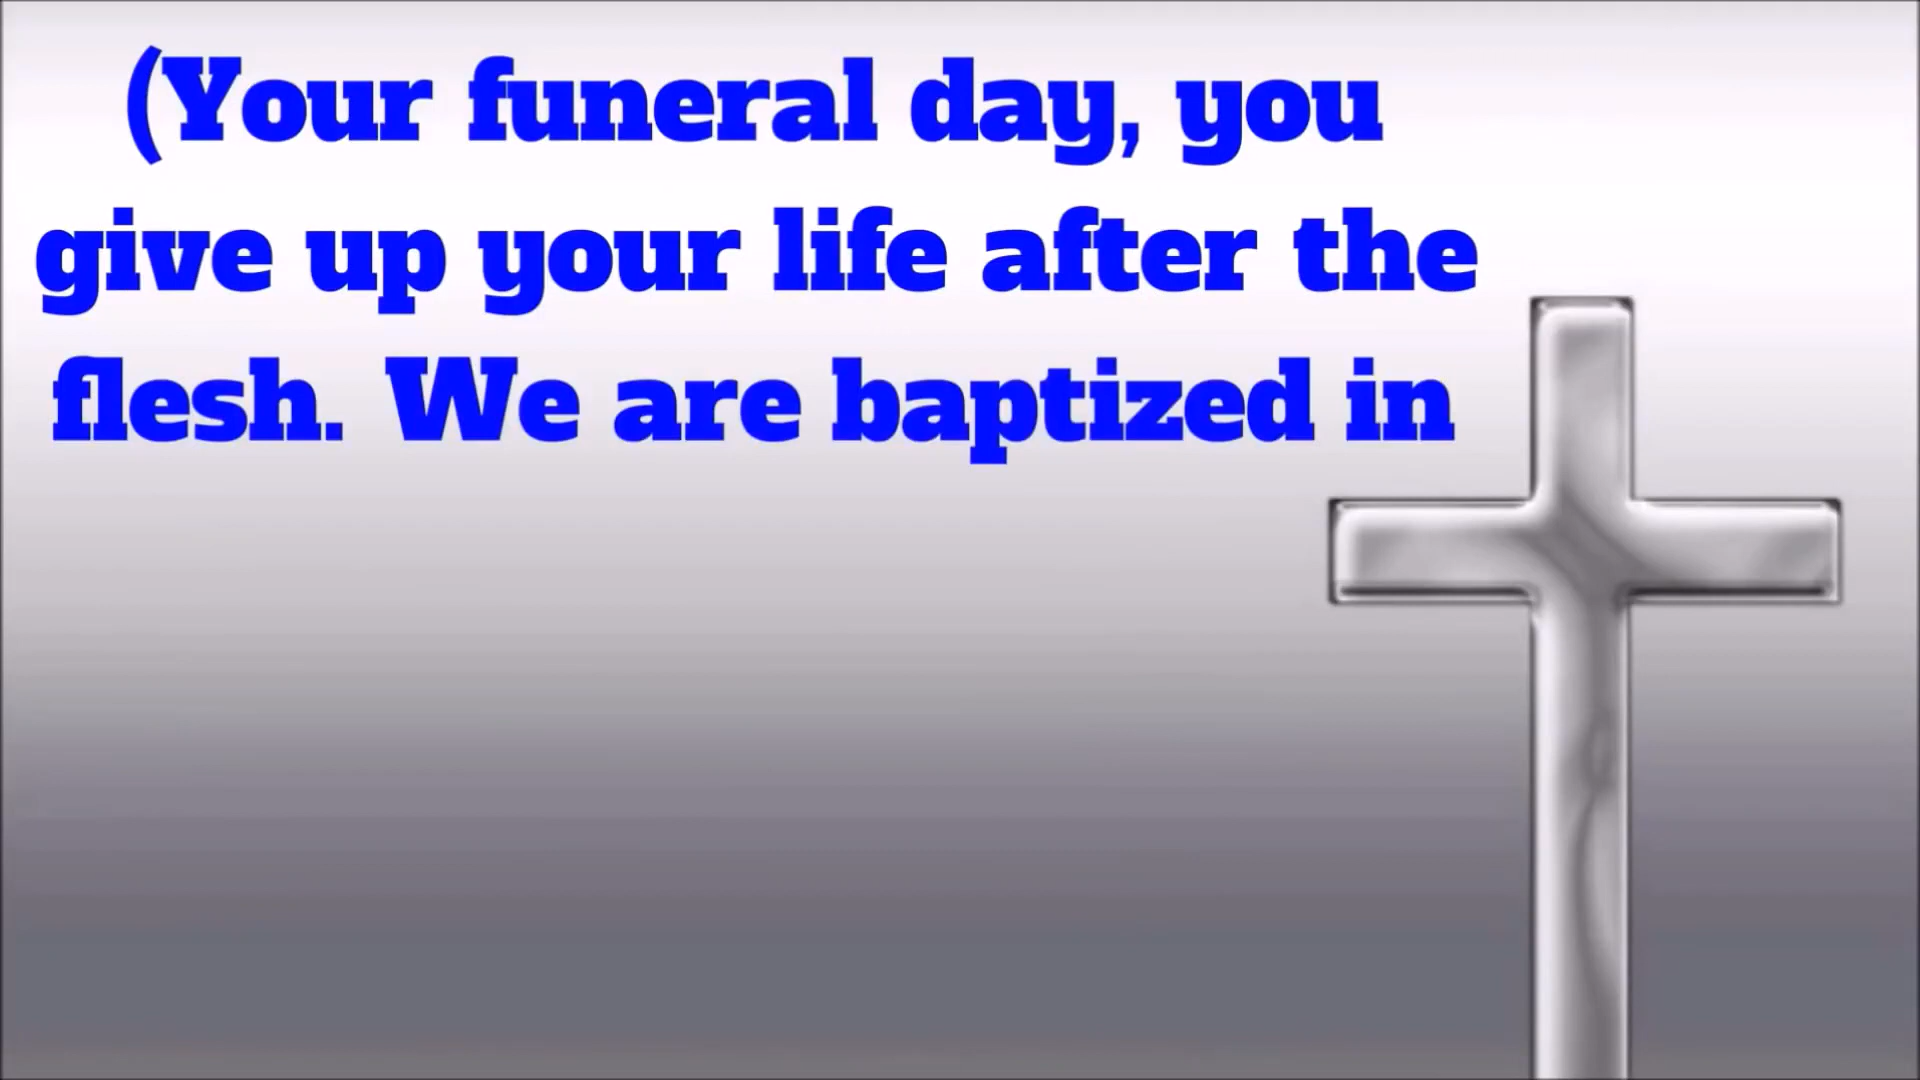 (Your funeral day, you
give up your life after the
flesh. We are baptized in